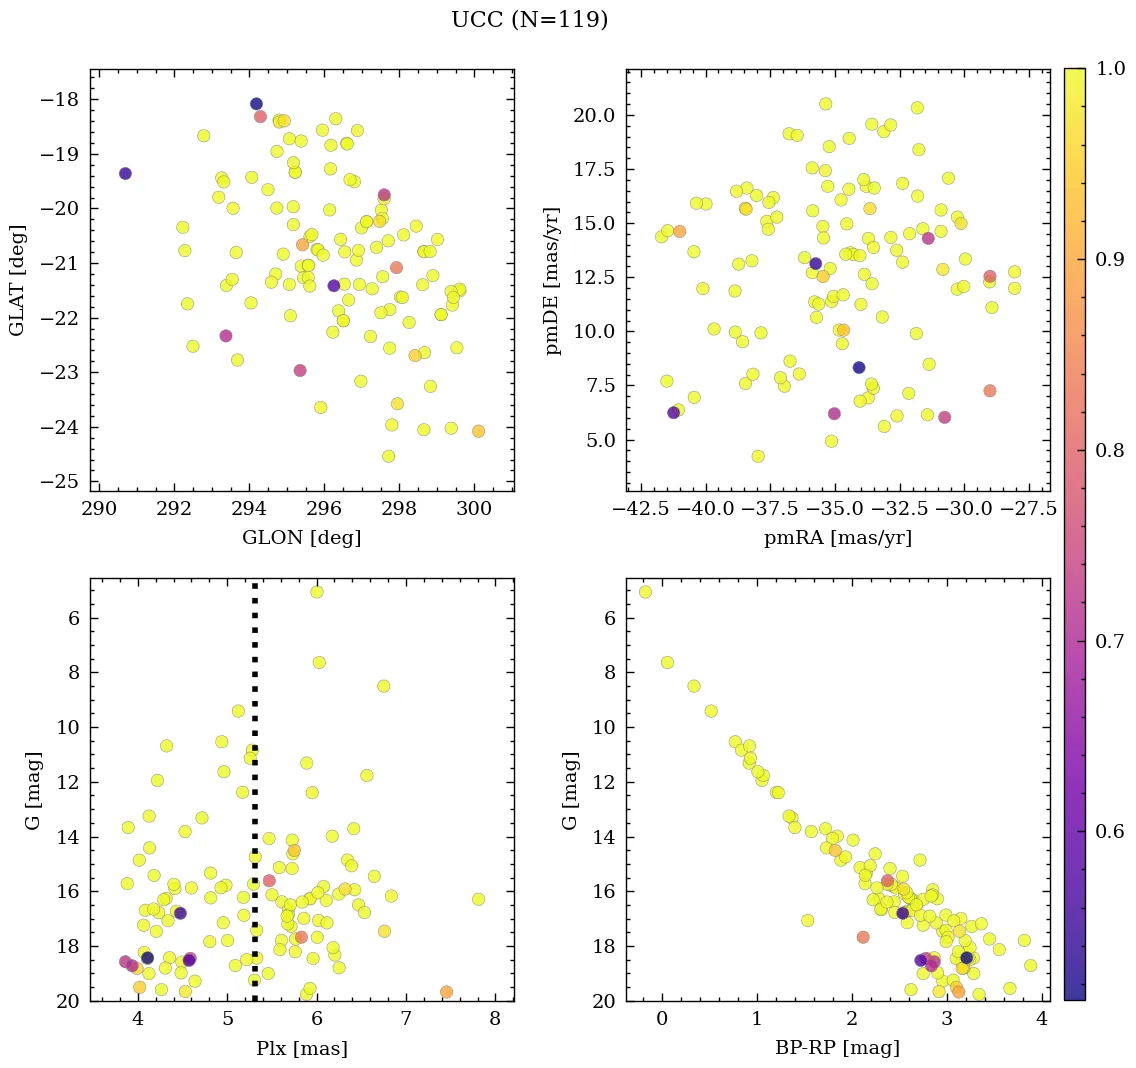 UCC (N=119)
−18
−19
−20
−21
−22
−23
−24
−25
GLAT [deg]
290 292 294 296 298 300
GLON [deg]
20.0
17.5
15.0
12.5
10.0
7.5
5.0
pmDE [mas/yr]
−42.5 −40.0 −37.5 −35.0 −32.5 −30.0 −27.5
pmRA [mas/yr]
1.0
0.9
0.8
0.7
0.6
6
8
10
12
14
16
18
20
G [mag]
4 5 6 7 8
Plx [mas]
6
8
10
12
14
16
18
20
G [mag]
0 1 2 3 4
BP-RP [mag]